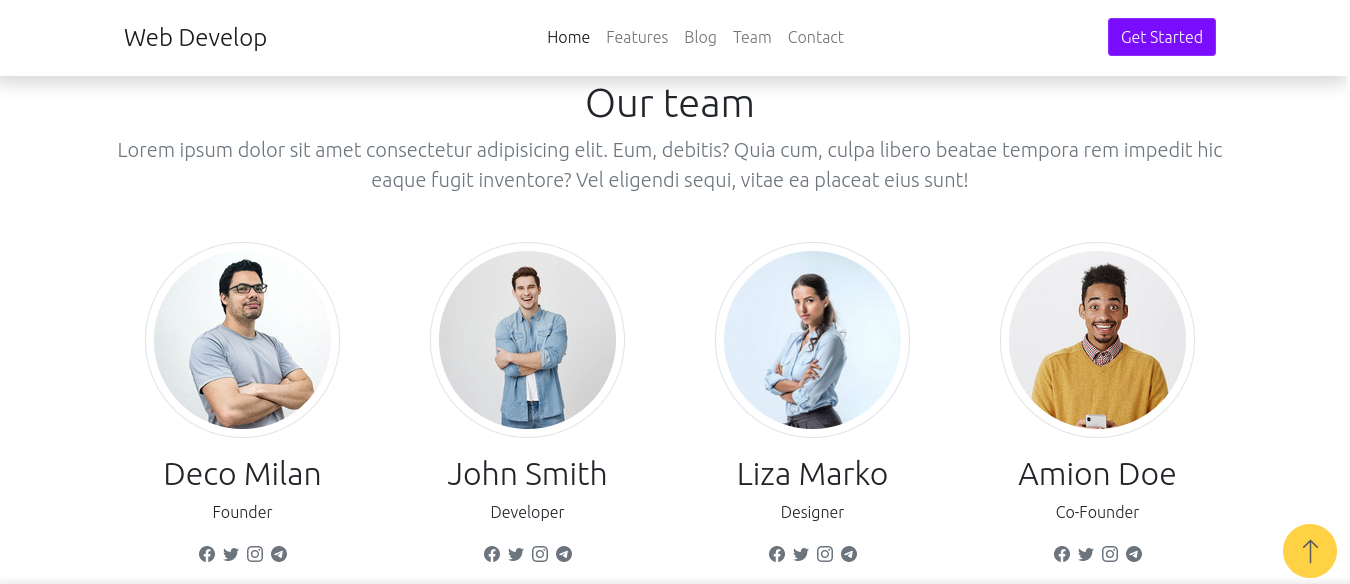 Web Develop
Home Features Blog Team Contact
Get Started
Our team
Lorem ipsum dolor sit amet consectetur adipisicing elit. Eum, debitis? Quia cum, culpa libero beatae tempora rem impedit hic
eaque fugit inventore? Vel eligendi sequi, vitae ea placeat eius sunt!
Deco Milan
Founder
John Smith
Developer
Liza Marko
Designer
Amion Doe
Co-Founder